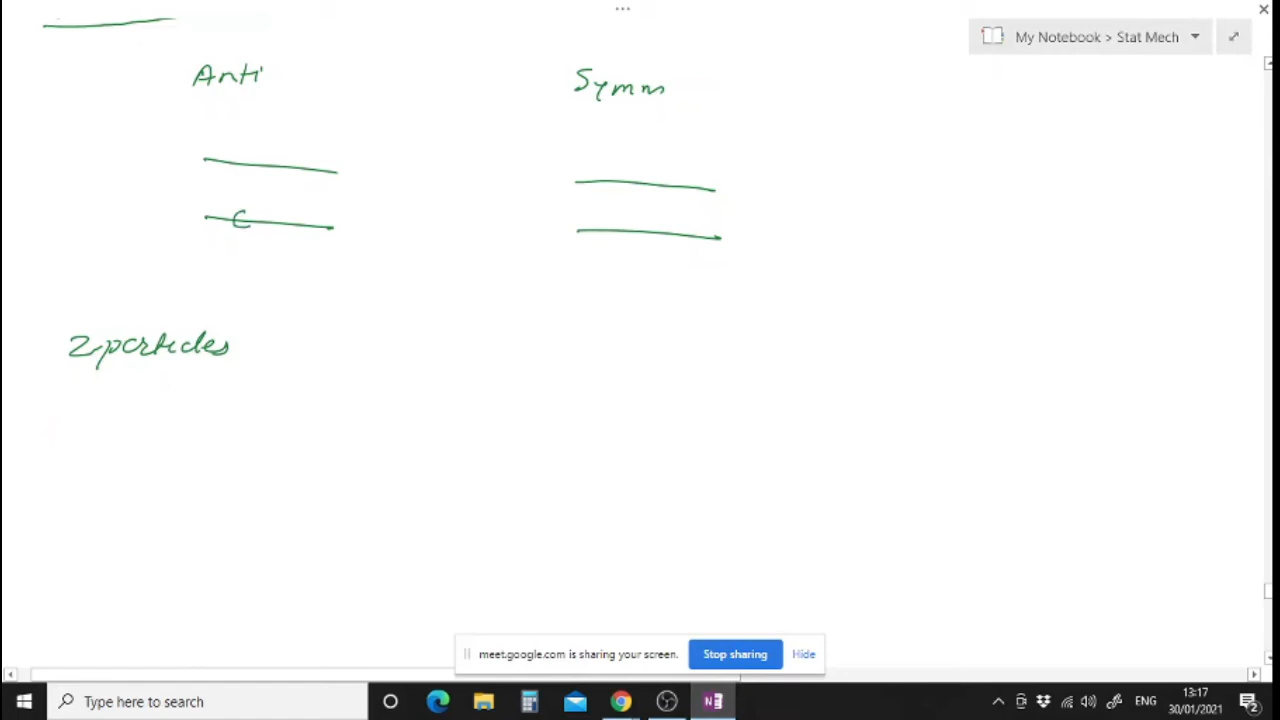 My Notebook > Stat Mech
Anti
Symm
C
2 particles
meet.google.com is sharing your screen.
Stop sharing
Hide
Type here to search
ENG
13:17
30/01/2021
2